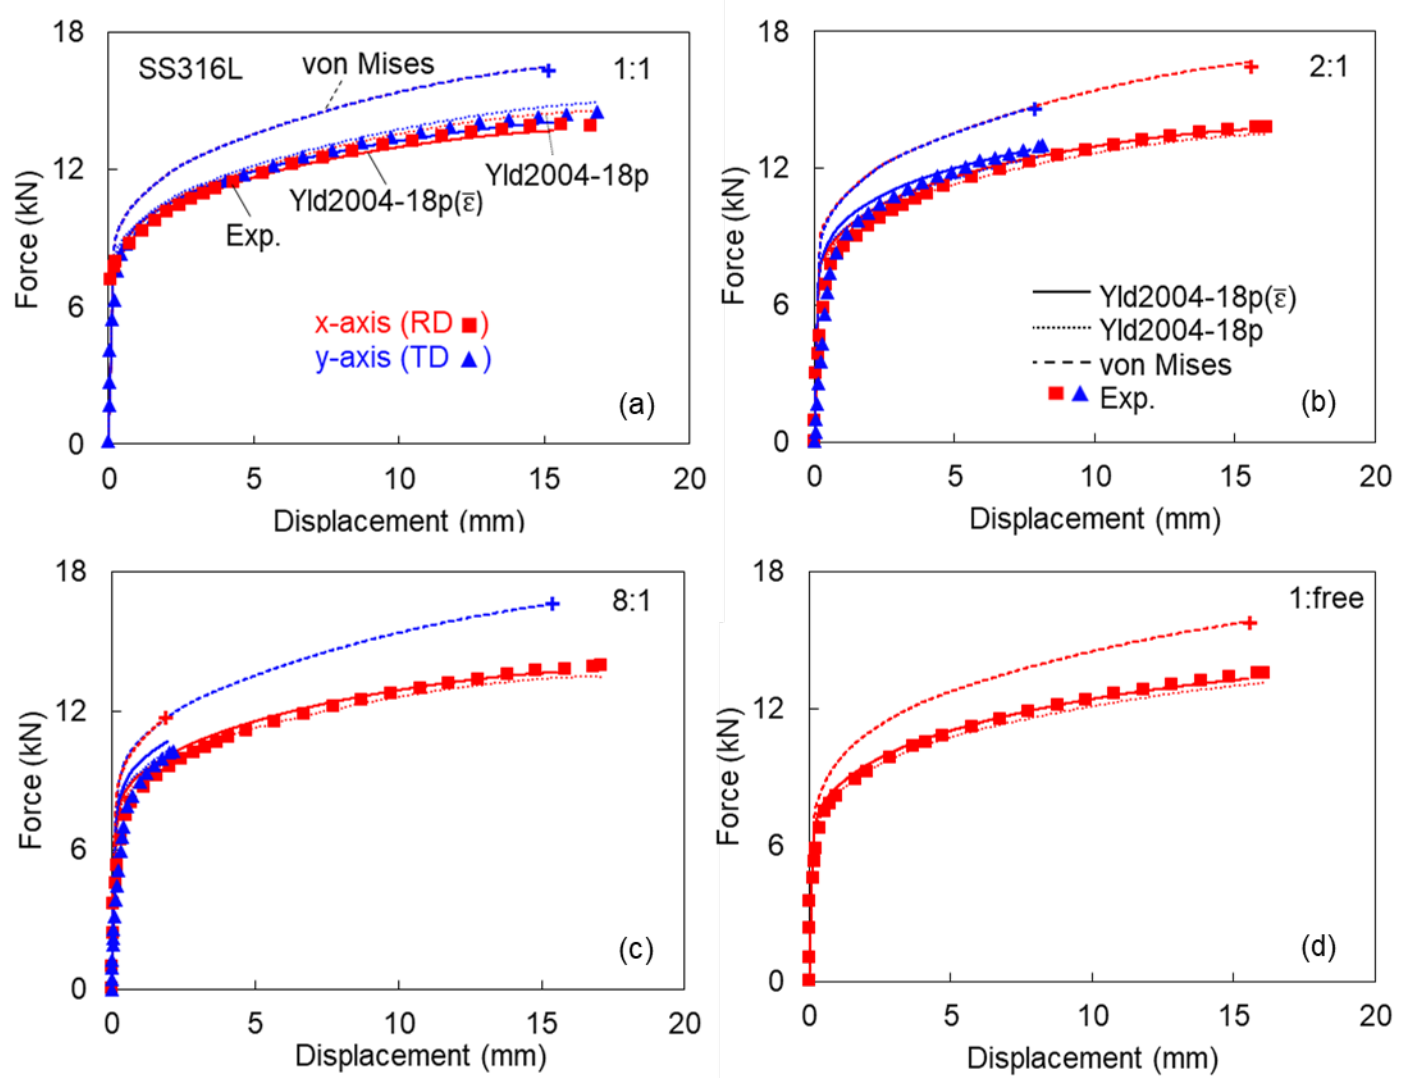 18
SS316L
von Mises
1:1
12
Yld2004-18p
Yld2004-18p(ε̅)
Exp.
Force (kN)
6
x-axis (RD ■)
y-axis (TD ▲)
(a)
0
0 5 10 15 20
Displacement (mm)
18
2:1
12
Force (kN)
6
Yld2004-18p(ε̅)
Yld2004-18p
von Mises
Exp.
(b)
0
0 5 10 15 20
Displacement (mm)
18
8:1
12
Force (kN)
6
(c)
0
0 5 10 15 20
Displacement (mm)
18
1:free
12
Force (kN)
6
(d)
0
0 5 10 15 20
Displacement (mm)